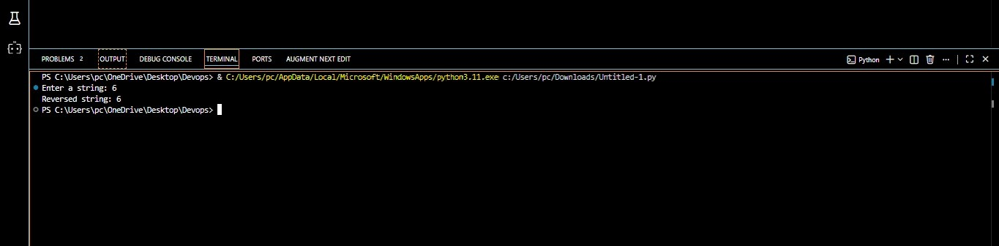 PROBLEMS 2 OUTPUT DEBUG CONSOLE TERMINAL PORTS AUGMENT NEXT EDIT Python
PS C:\Users\pc\OneDrive\Desktop\Devops> & C:/Users/pc/AppData/Local/Microsoft/WindowsApps/python3.11.exe c:/Users/pc/Downloads/Untitled-1.py
Enter a string: 6
Reversed string: 6
PS C:\Users\pc\OneDrive\Desktop\Devops>